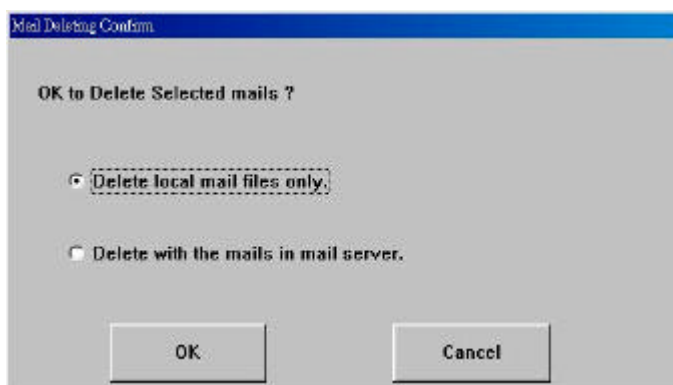 Mail Deleting Confirm
OK to Delete Selected mails ?
Delete local mail files only.
Delete with the mails in mail server.
OK Cancel